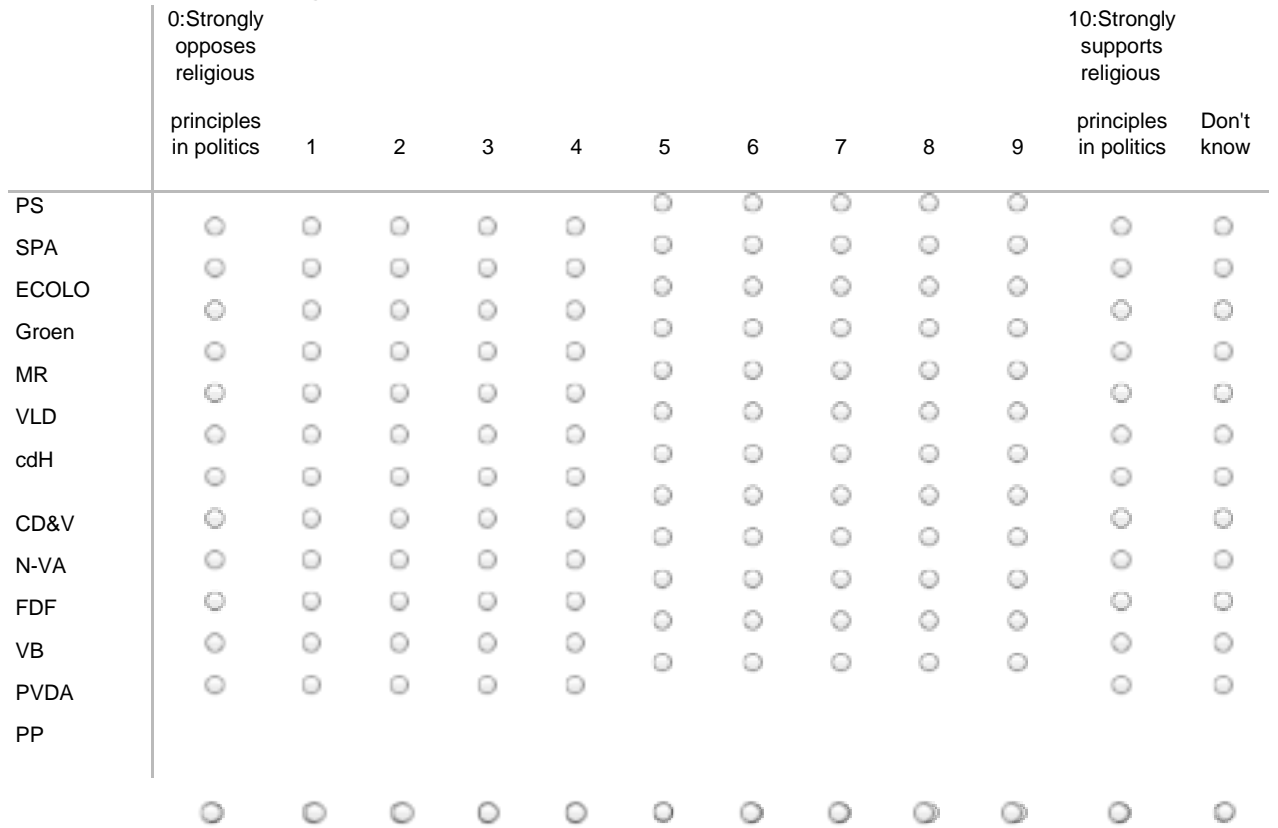 0:Strongly
opposes
religious
principles
in politics
1
2
3
4
5
6
7
8
9
10:Strongly
supports
religious
principles
in politics
Don't
know
PS
SPA
ECOLO
Groen
MR
VLD
cdH
CD&V
N-VA
FDF
VB
PVDA
PP